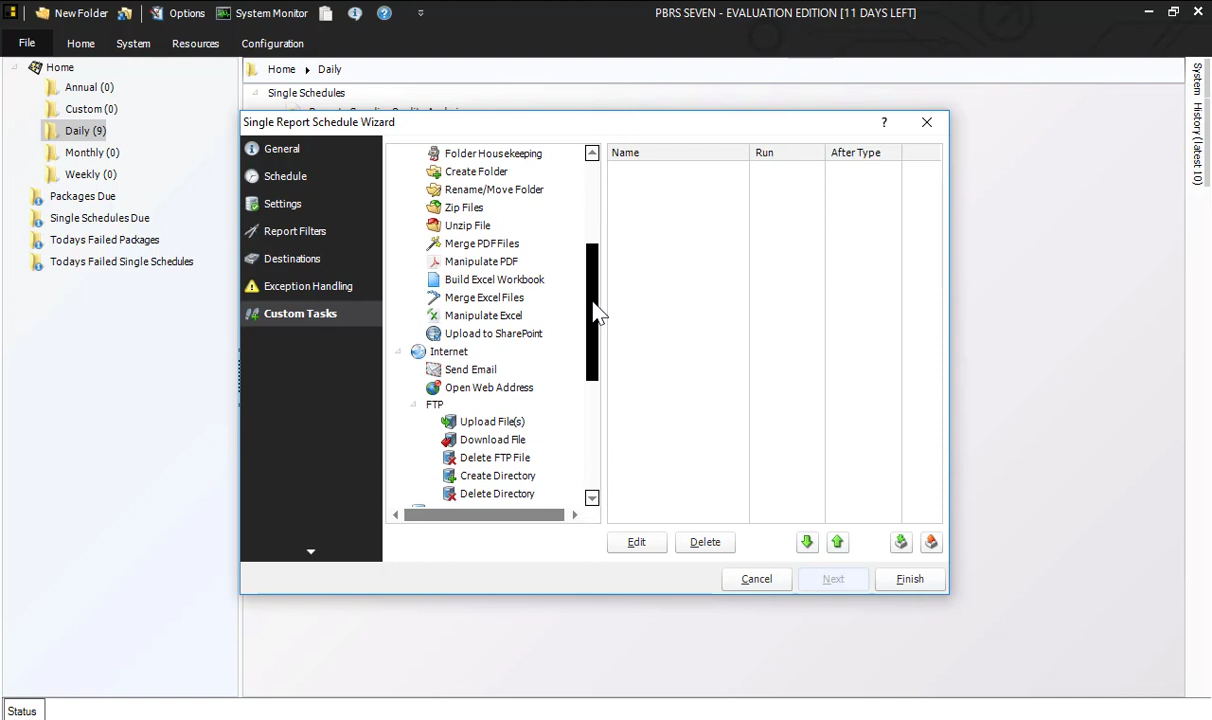 New Folder
Options
System Monitor
PBRS SEVEN - EVALUATION EDITION [11 DAYS LEFT]
File
Home
System
Resources
Configuration
Home
Annual (0)
Custom (0)
Daily (9)
Monthly (0)
Weekly (0)
Packages Due
Single Schedules Due
Todays Failed Packages
Todays Failed Single Schedules
Home
Daily
Single Schedules
System History (latest 10)
Single Report Schedule Wizard
?
General
Schedule
Settings
Report Filters
Destinations
Exception Handling
Custom Tasks
Folder Housekeeping
Create Folder
Rename/Move Folder
Zip Files
Unzip File
Merge PDF Files
Manipulate PDF
Build Excel Workbook
Merge Excel Files
Manipulate Excel
Upload to SharePoint
Internet
Send Email
Open Web Address
FTP
Upload File(s)
Download File
Delete FTP File
Create Directory
Delete Directory
Name
Run
After Type
Edit
Delete
Cancel
Next
Finish
Status